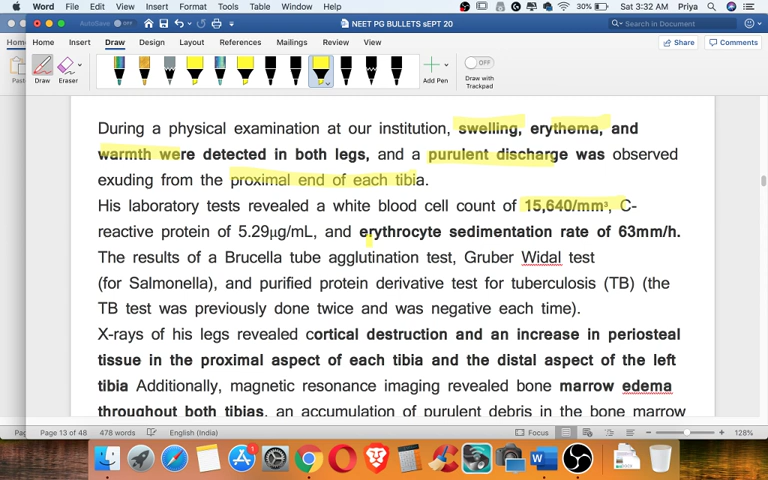 Word File Edit View Insert Format Tools Table Window Help 30% Sat 3:32 AM Priya
AutoSave OFF NEET PG BULLETS sEPT 20 Search in Document
Home Insert Draw Design Layout References Mailings Review View Share Comments
Draw Eraser Add Pen Draw with Trackpad OFF
During a physical examination at our institution, swelling, erythema, and
warmth were detected in both legs, and a purulent discharge was observed
exuding from the proximal end of each tibia.
His laboratory tests revealed a white blood cell count of 15,640/mm³, C-
reactive protein of 5.29μg/mL, and erythrocyte sedimentation rate of 63mm/h.
The results of a Brucella tube agglutination test, Gruber Widal test
(for Salmonella), and purified protein derivative test for tuberculosis (TB) (the
TB test was previously done twice and was negative each time).
X-rays of his legs revealed cortical destruction and an increase in periosteal
tissue in the proximal aspect of each tibia and the distal aspect of the left
tibia Additionally, magnetic resonance imaging revealed bone marrow edema
throughout both tibias, an accumulation of purulent debris in the bone marrow
Page 13 of 48 478 words English (India) Focus 128%